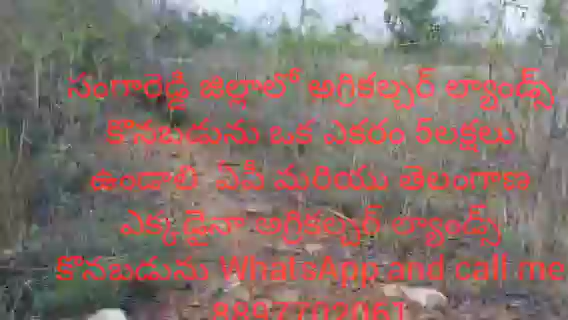 సంగారెడ్డి జిల్లాలో అగ్రికల్చర్ ల్యాండ్స్
కొనబడును ఒక ఎకరం 5లక్షలు
ఉండాలి ఏపీ మరియు తెలంగాణ
ఎక్కడైనా అగ్రికల్చర్ ల్యాండ్స్
కొనబడును WhatsApp and call me
8897702061